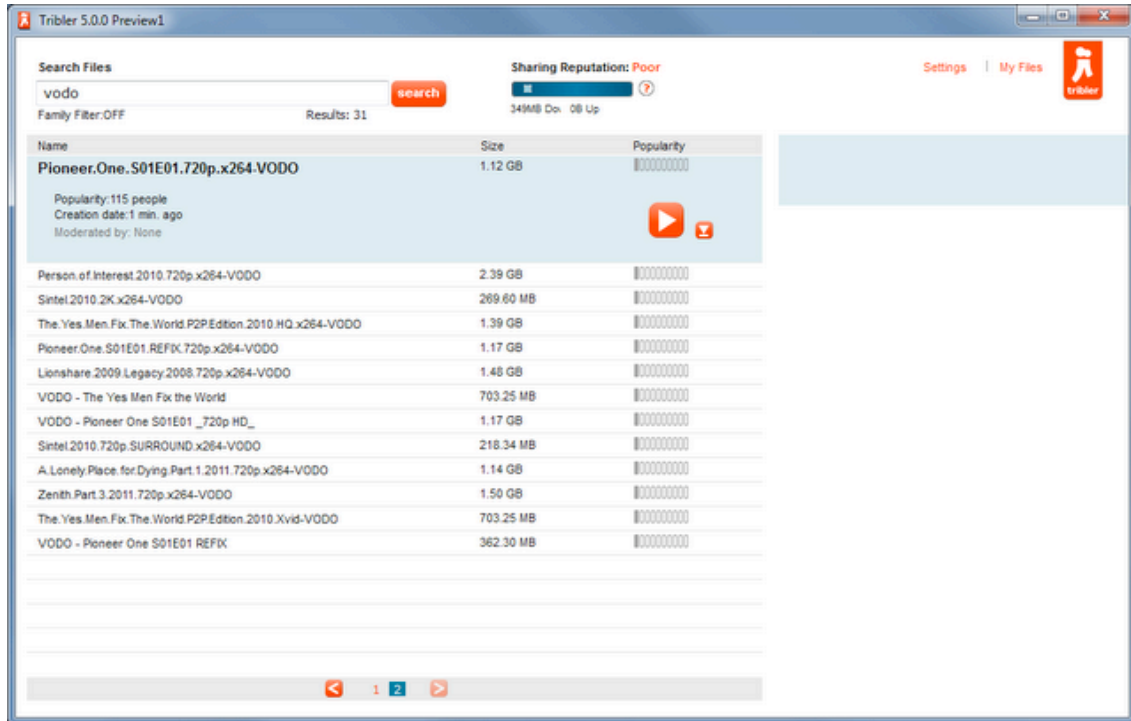 Tribler 5.0.0 Preview1
Search Files
Sharing Reputation: Poor
Settings | My Files
vodo
search
?
tribler
Family Filter:OFF
Results: 31
349MB Dov 0B Up
Name Size Popularity
Pioneer.One.S01E01.720p.x264-VODO 1.12 GB
Popularity:115 people
Creation date:1 min. ago
Moderated by: None
Person.of.Interest.2010.720p.x264-VODO 2.39 GB
Sintel.2010.2K.x264-VODO 269.60 MB
The.Yes.Men.Fix.The.World.P2P.Edition.2010.HQ.x264-VODO 1.39 GB
Pioneer.One.S01E01.REFIX.720p.x264-VODO 1.17 GB
Lionshare.2009.Legacy.2008.720p.x264-VODO 1.48 GB
VODO - The Yes Men Fix the World 703.25 MB
VODO - Pioneer One S01E01 _720p HD_ 1.17 GB
Sintel.2010.720p.SURROUND.x264-VODO 218.34 MB
A.Lonely.Place.for.Dying.Part.1.2011.720p.x264-VODO 1.14 GB
Zenith.Part.3.2011.720p.x264-VODO 1.50 GB
The.Yes.Men.Fix.The.World.P2P.Edition.2010.Xvid-VODO 703.25 MB
VODO - Pioneer One S01E01 REFIX 362.30 MB
< 1 2 >